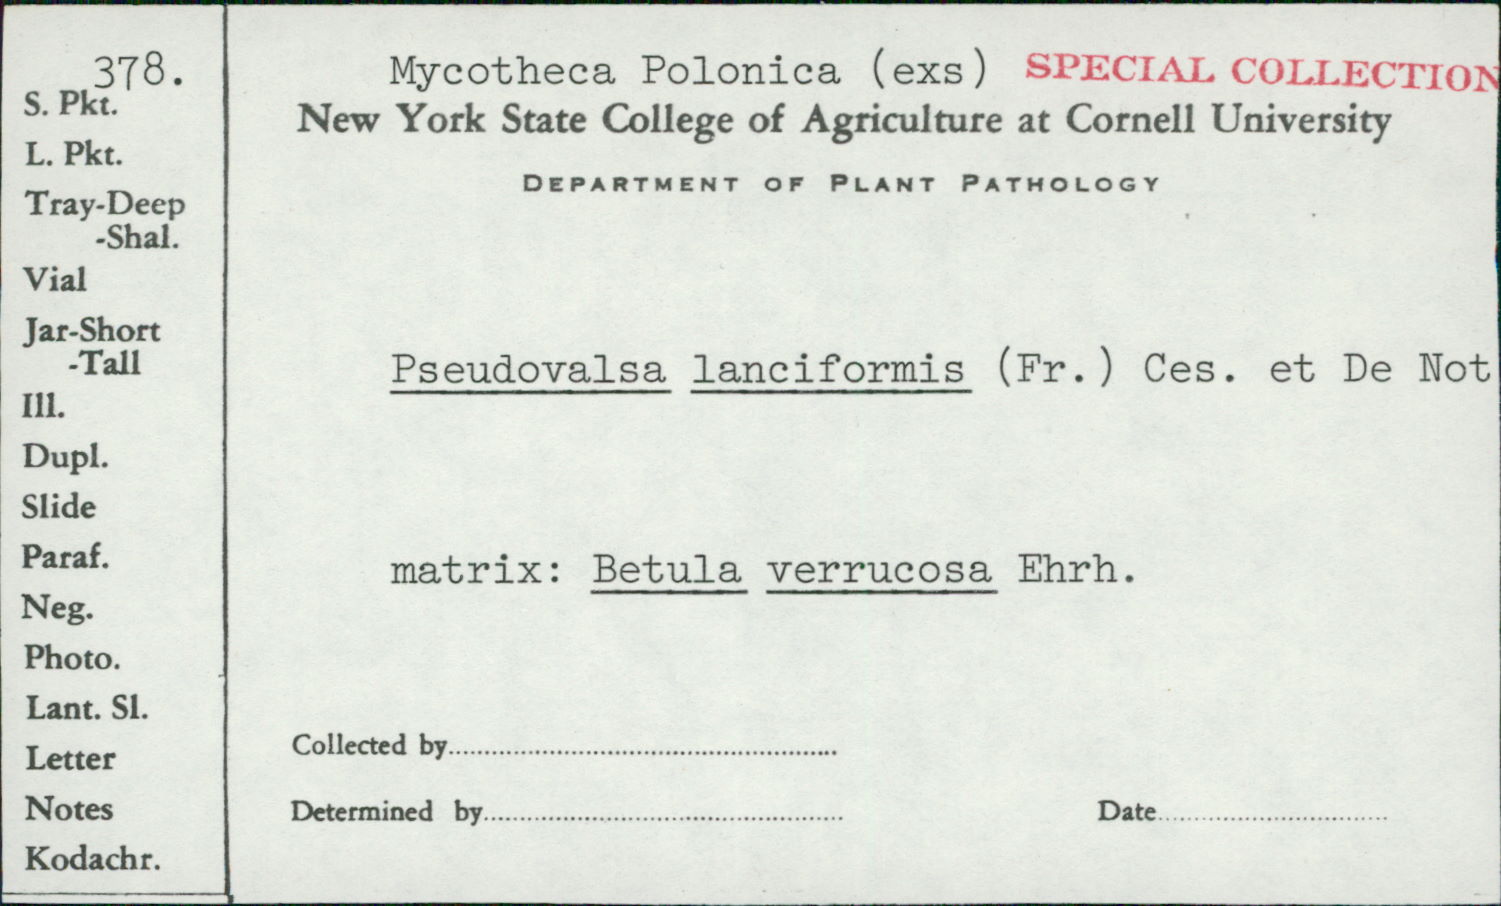 378.
S. Pkt.
L. Pkt.
Tray-Deep
-Shal.
Vial
Jar-Short
-Tall
Ill.
Dupl.
Slide
Paraf.
Neg.
Photo.
Lant. Sl.
Letter
Notes
Kodachr.
Mycotheca Polonica (exs) SPECIAL COLLECTION
New York State College of Agriculture at Cornell University
DEPARTMENT OF PLANT PATHOLOGY
Pseudovalsa lanciformis (Fr.) Ces. et De Not
matrix: Betula verrucosa Ehrh.
Collected by
Determined by Date